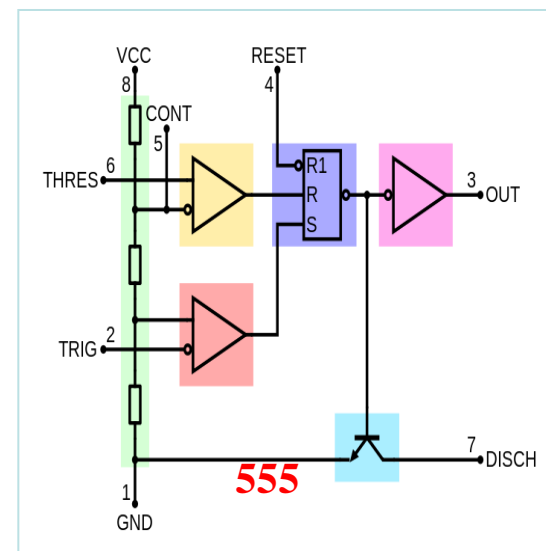 VCC
RESET
8
4
CONT
5
6
THRES
R1
R
S
3
OUT
2
TRIG
7
DISCH
555
1
GND